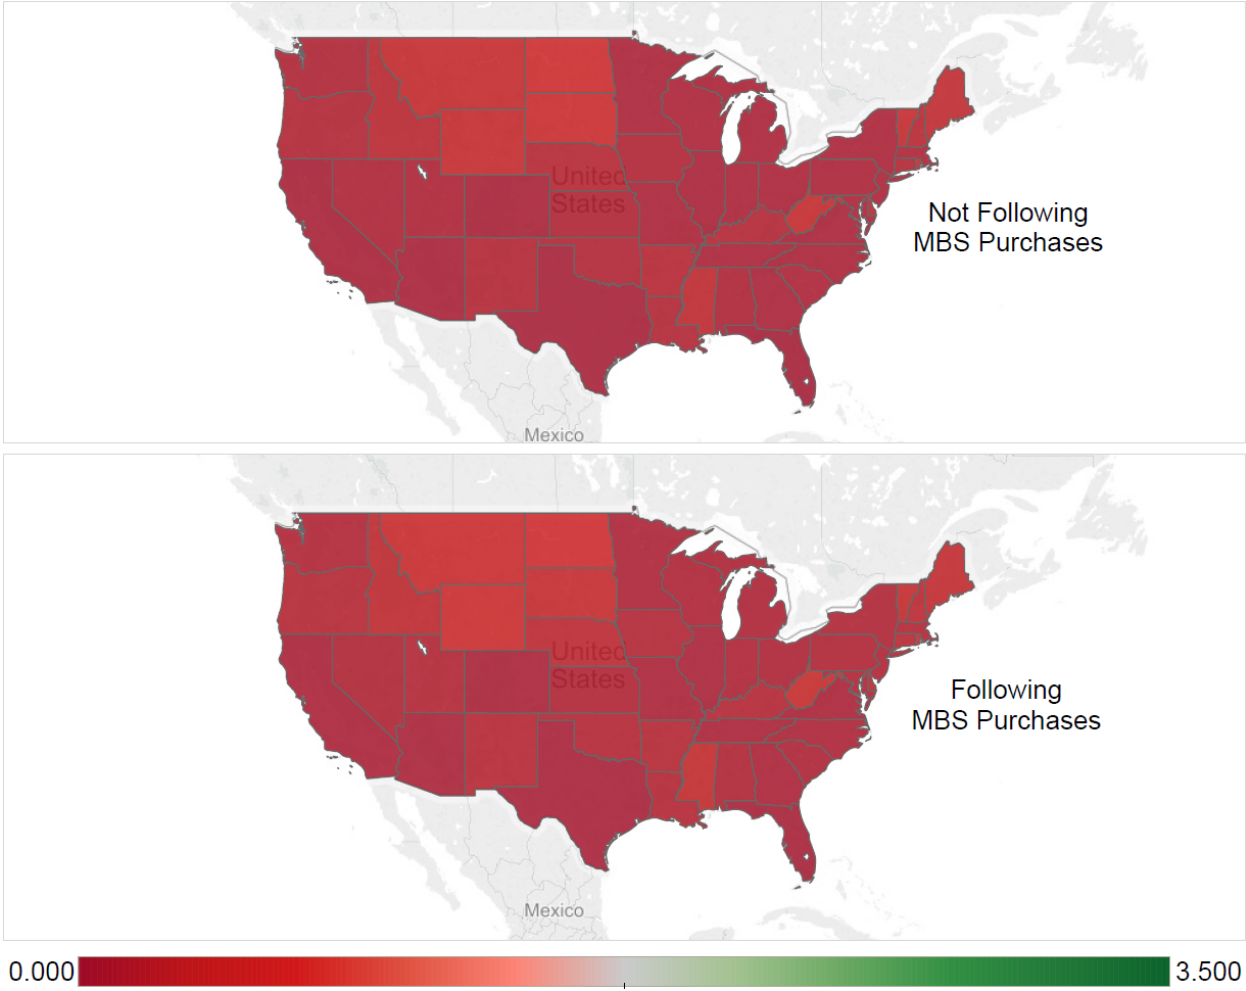 United
States
Not Following
MBS Purchases
Mexico
United
States
Following
MBS Purchases
Mexico
0.000
3.500